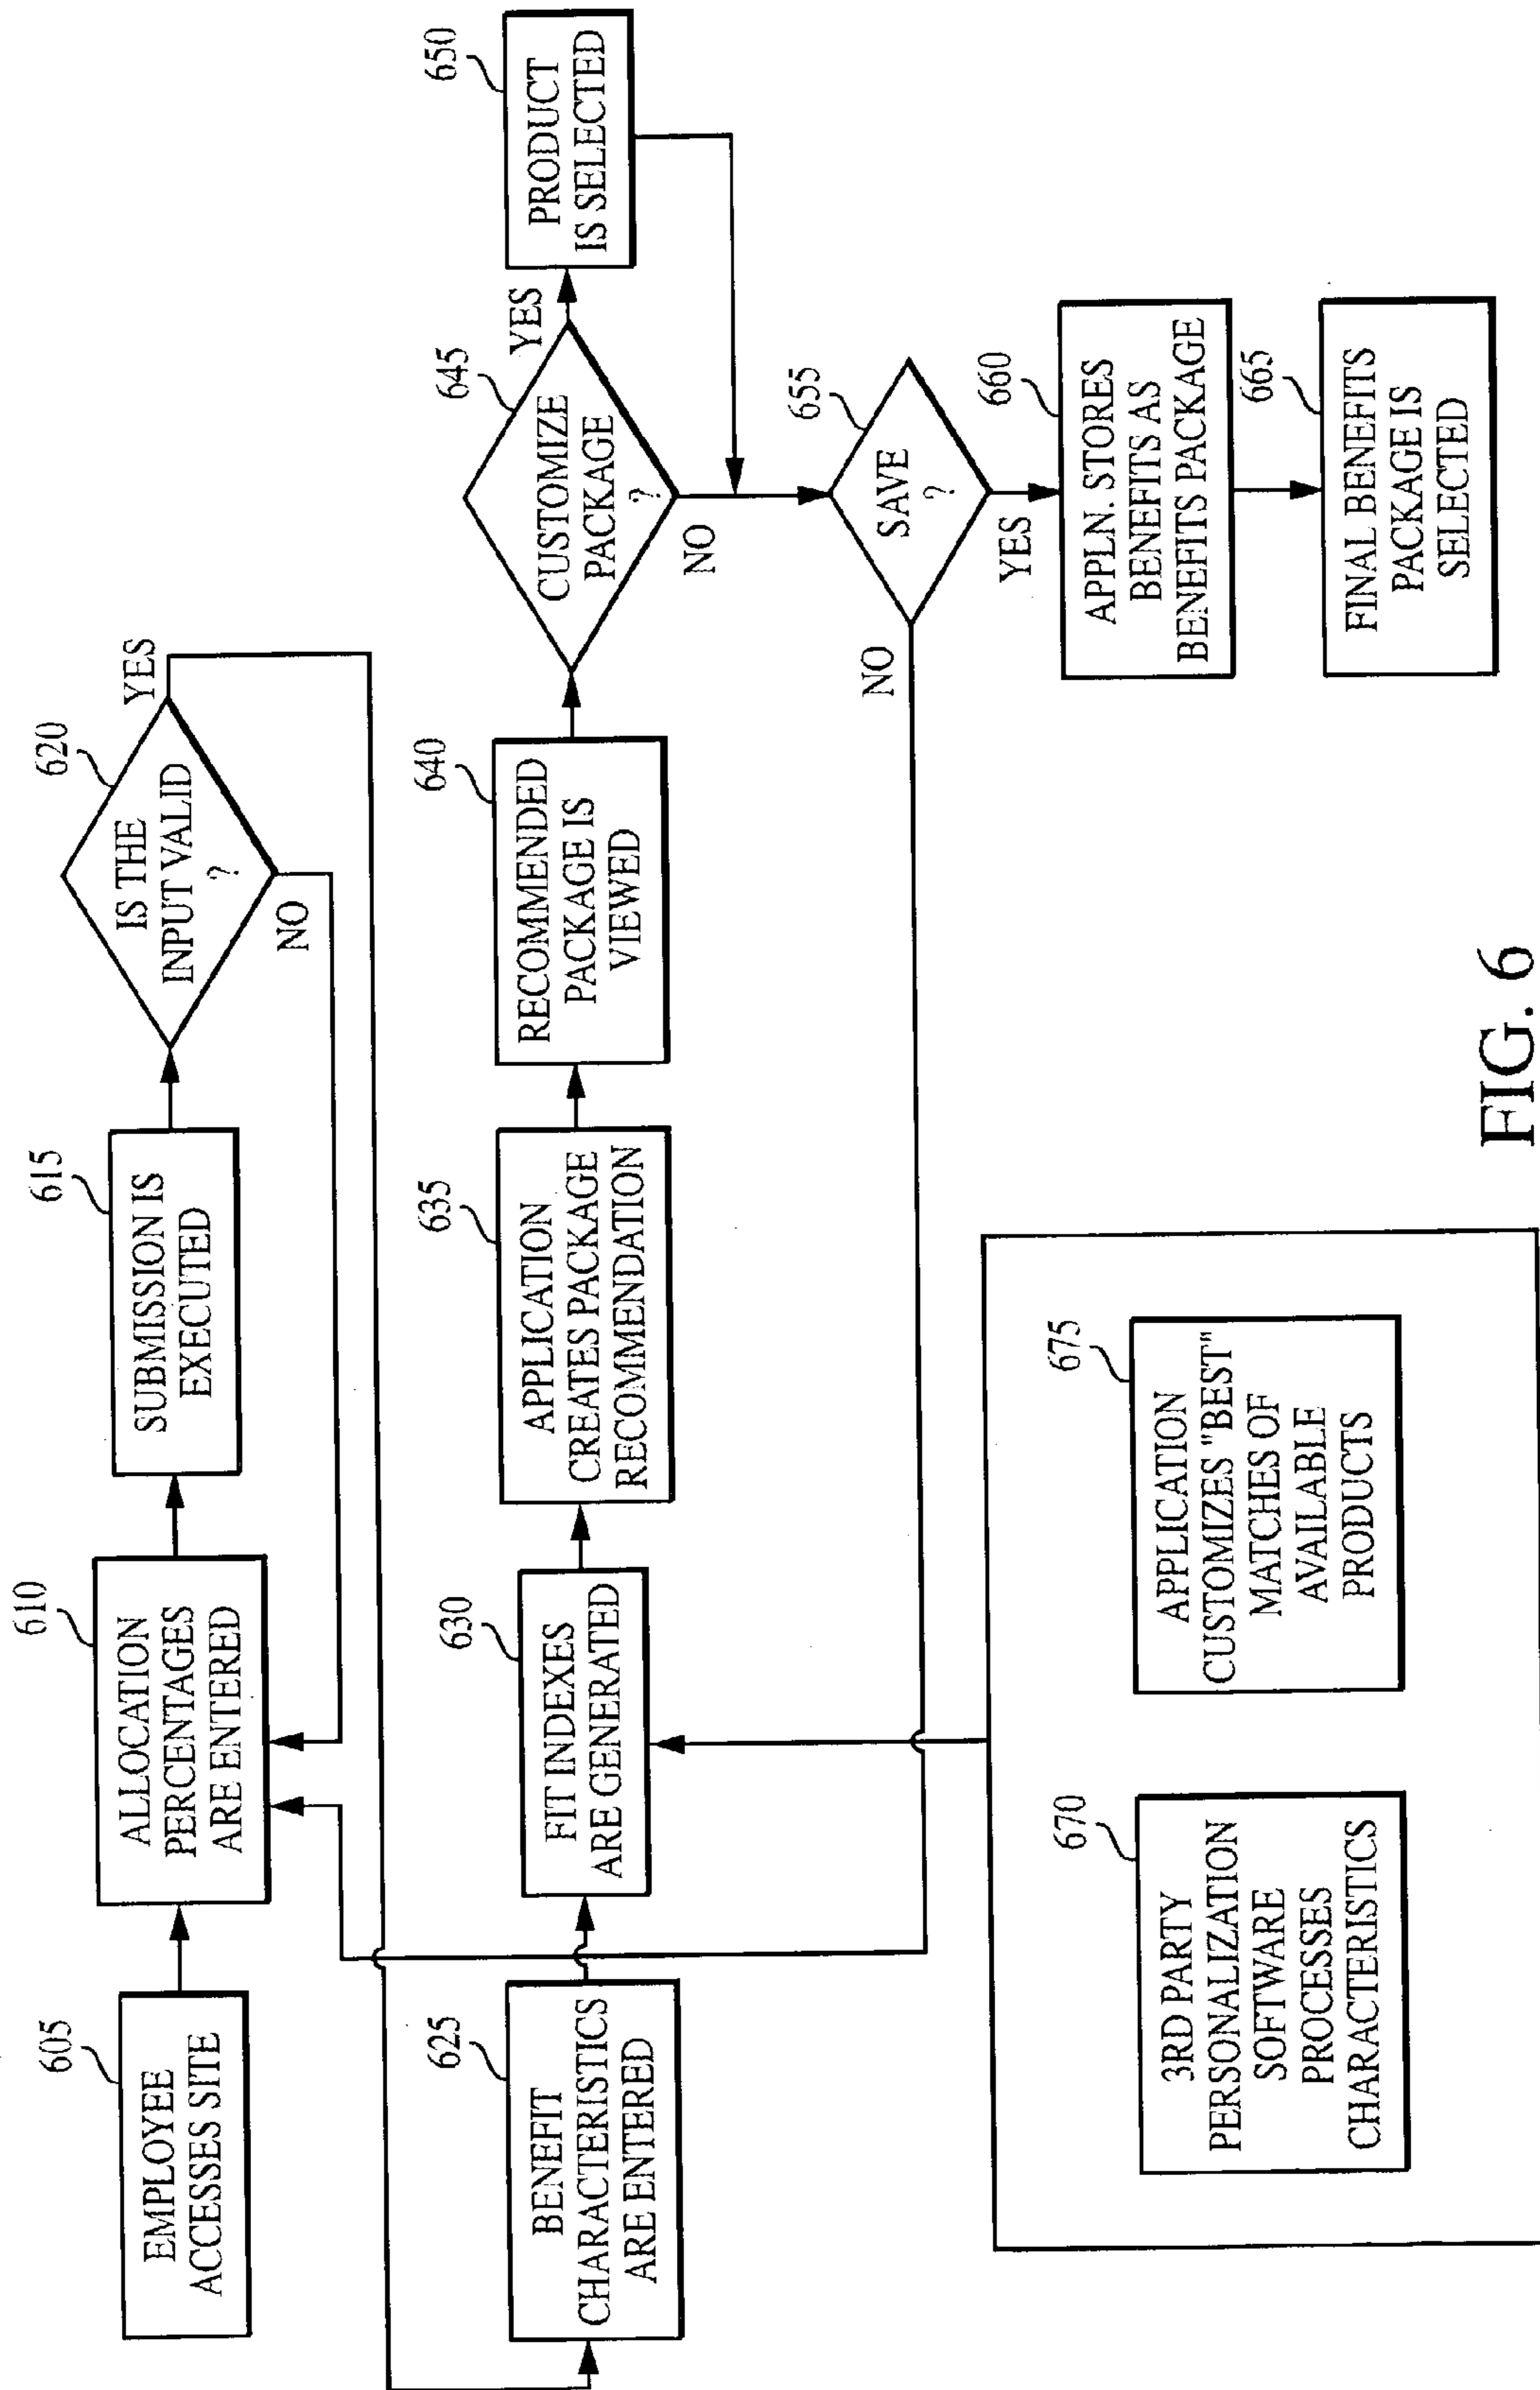 605
EMPLOYEE
ACCESSES SITE
610
ALLOCATION
PERCENTAGES
ARE ENTERED
615
SUBMISSION IS
EXECUTED
620
IS THE
INPUT VALID
?
YES
NO
625
BENEFIT
CHARACTERISTICS
ARE ENTERED
630
FIT INDEXES
ARE GENERATED
635
APPLICATION
CREATES PACKAGE
RECOMMENDATION
640
RECOMMENDED
PACKAGE IS
VIEWED
645
CUSTOMIZE
PACKAGE
?
YES
NO
650
PRODUCT
IS SELECTED
655
SAVE
?
NO
YES
660
APPLN. STORES
BENEFITS AS
BENEFITS PACKAGE
665
FINAL BENEFITS
PACKAGE IS
SELECTED
670
3RD PARTY
PERSONALIZATION
SOFTWARE
PROCESSES
CHARACTERISTICS
675
APPLICATION
CUSTOMIZES "BEST"
MATCHES OF
AVAILABLE
PRODUCTS
FIG. 6